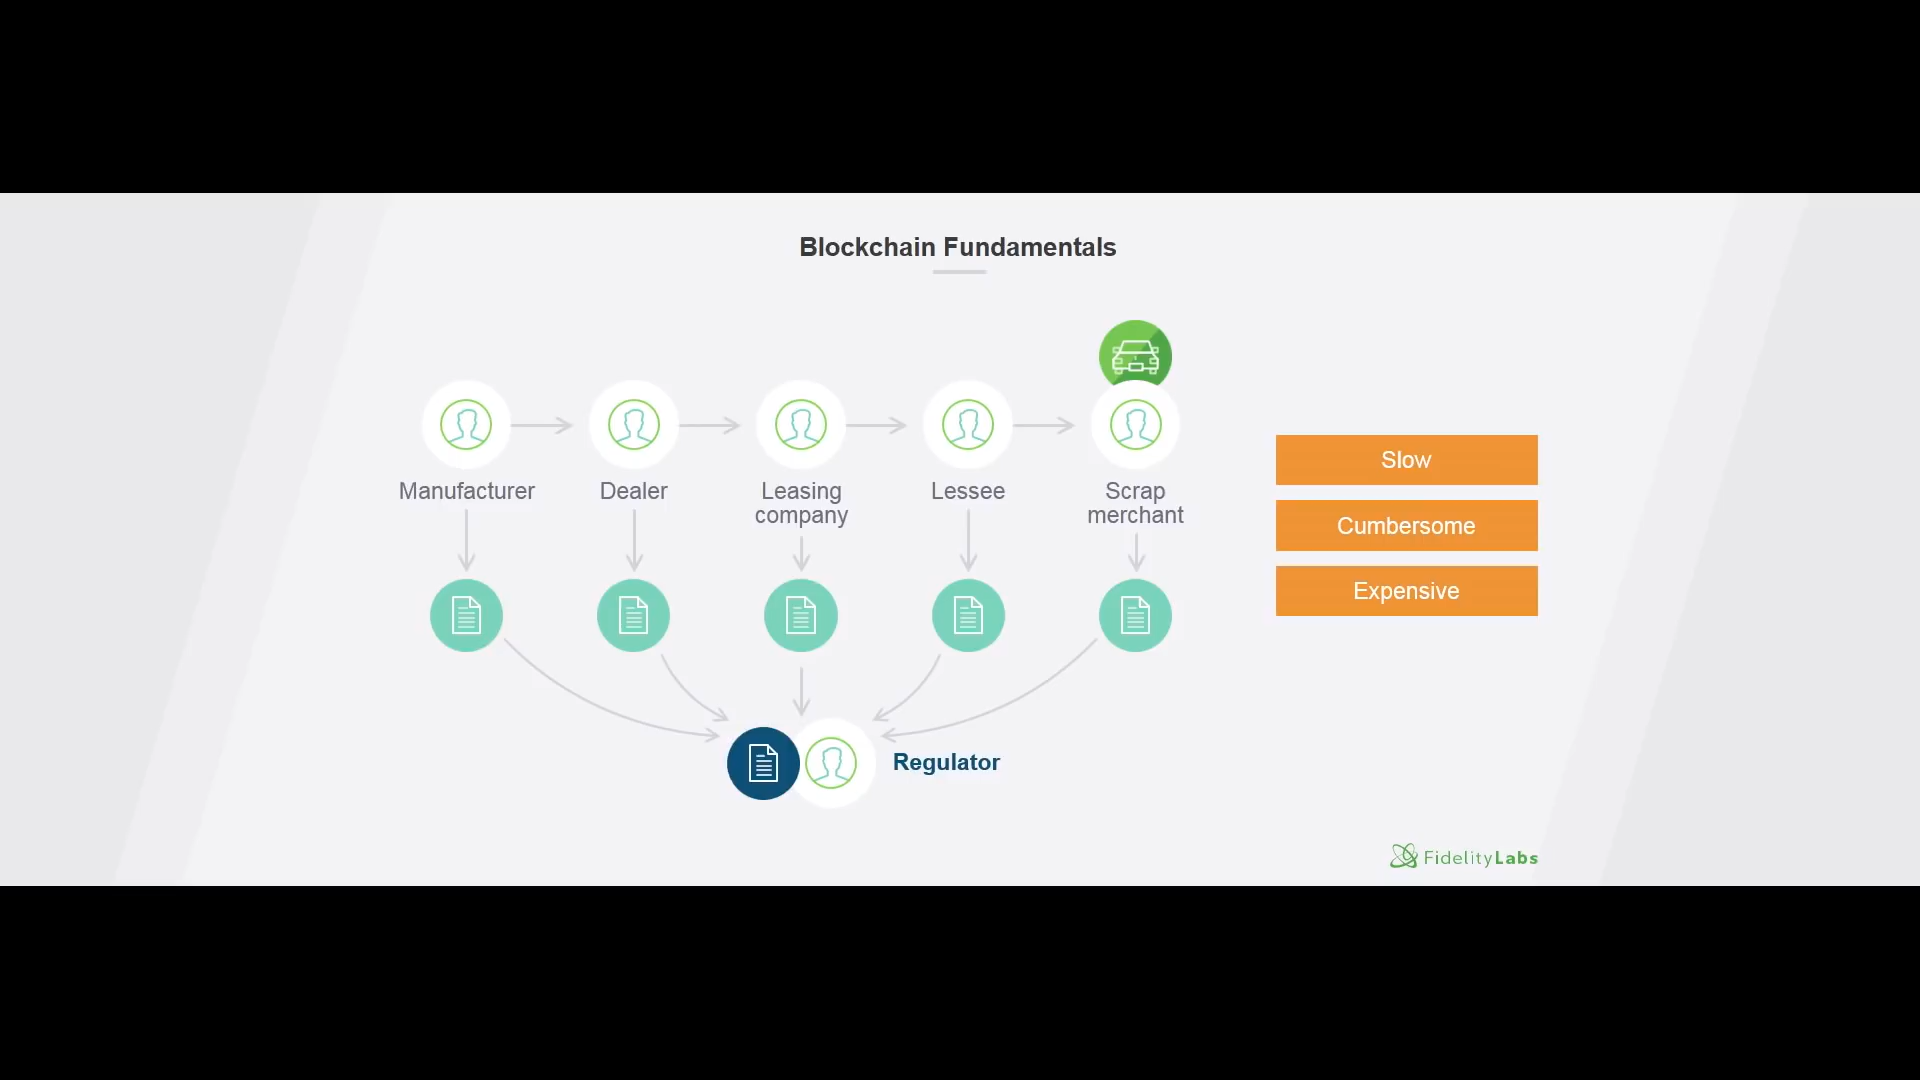 Blockchain Fundamentals
Manufacturer
Dealer
Leasing
company
Lessee
Scrap
merchant
Slow
Cumbersome
Expensive
Regulator
FidelityLabs